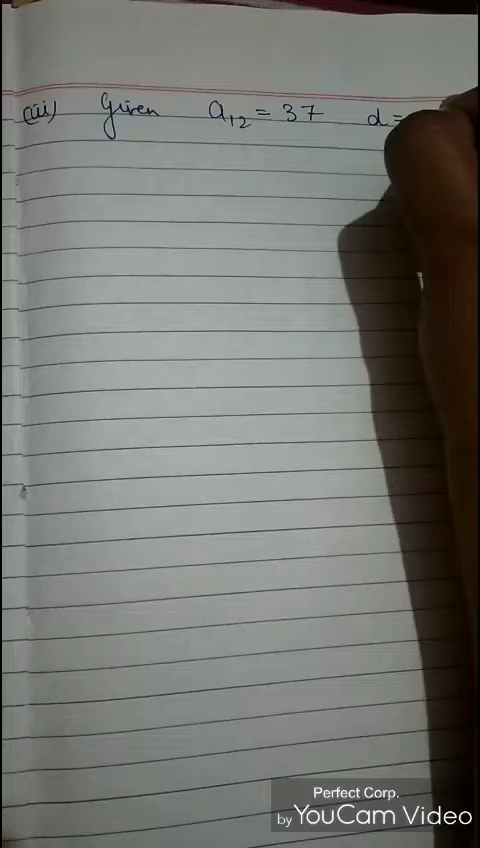 (iii) Given a₁₂ = 37 d =
Perfect Corp.
by YouCam Video